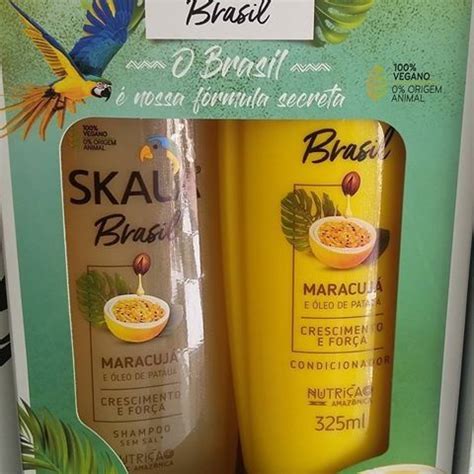 Brasil
O Brasil
é nossa fórmula secreta
100%
VEGANO
0% ORIGEM
ANIMAL
100%
VEGANO
0% ORIGEM
ANIMAL
SKALA
Brasil
MARACUJÁ
E ÓLEO DE PATAUÁ
CRESCIMENTO
E FORÇA
SHAMPOO
SEM SAL
NUTRIÇÃO
AMAZÔNICA
Brasil
MARACUJÁ
E ÓLEO DE PATAUÁ
CRESCIMENTO
E FORÇA
CONDICIONADOR
NUTRIÇÃO
AMAZÔNICA
325ml